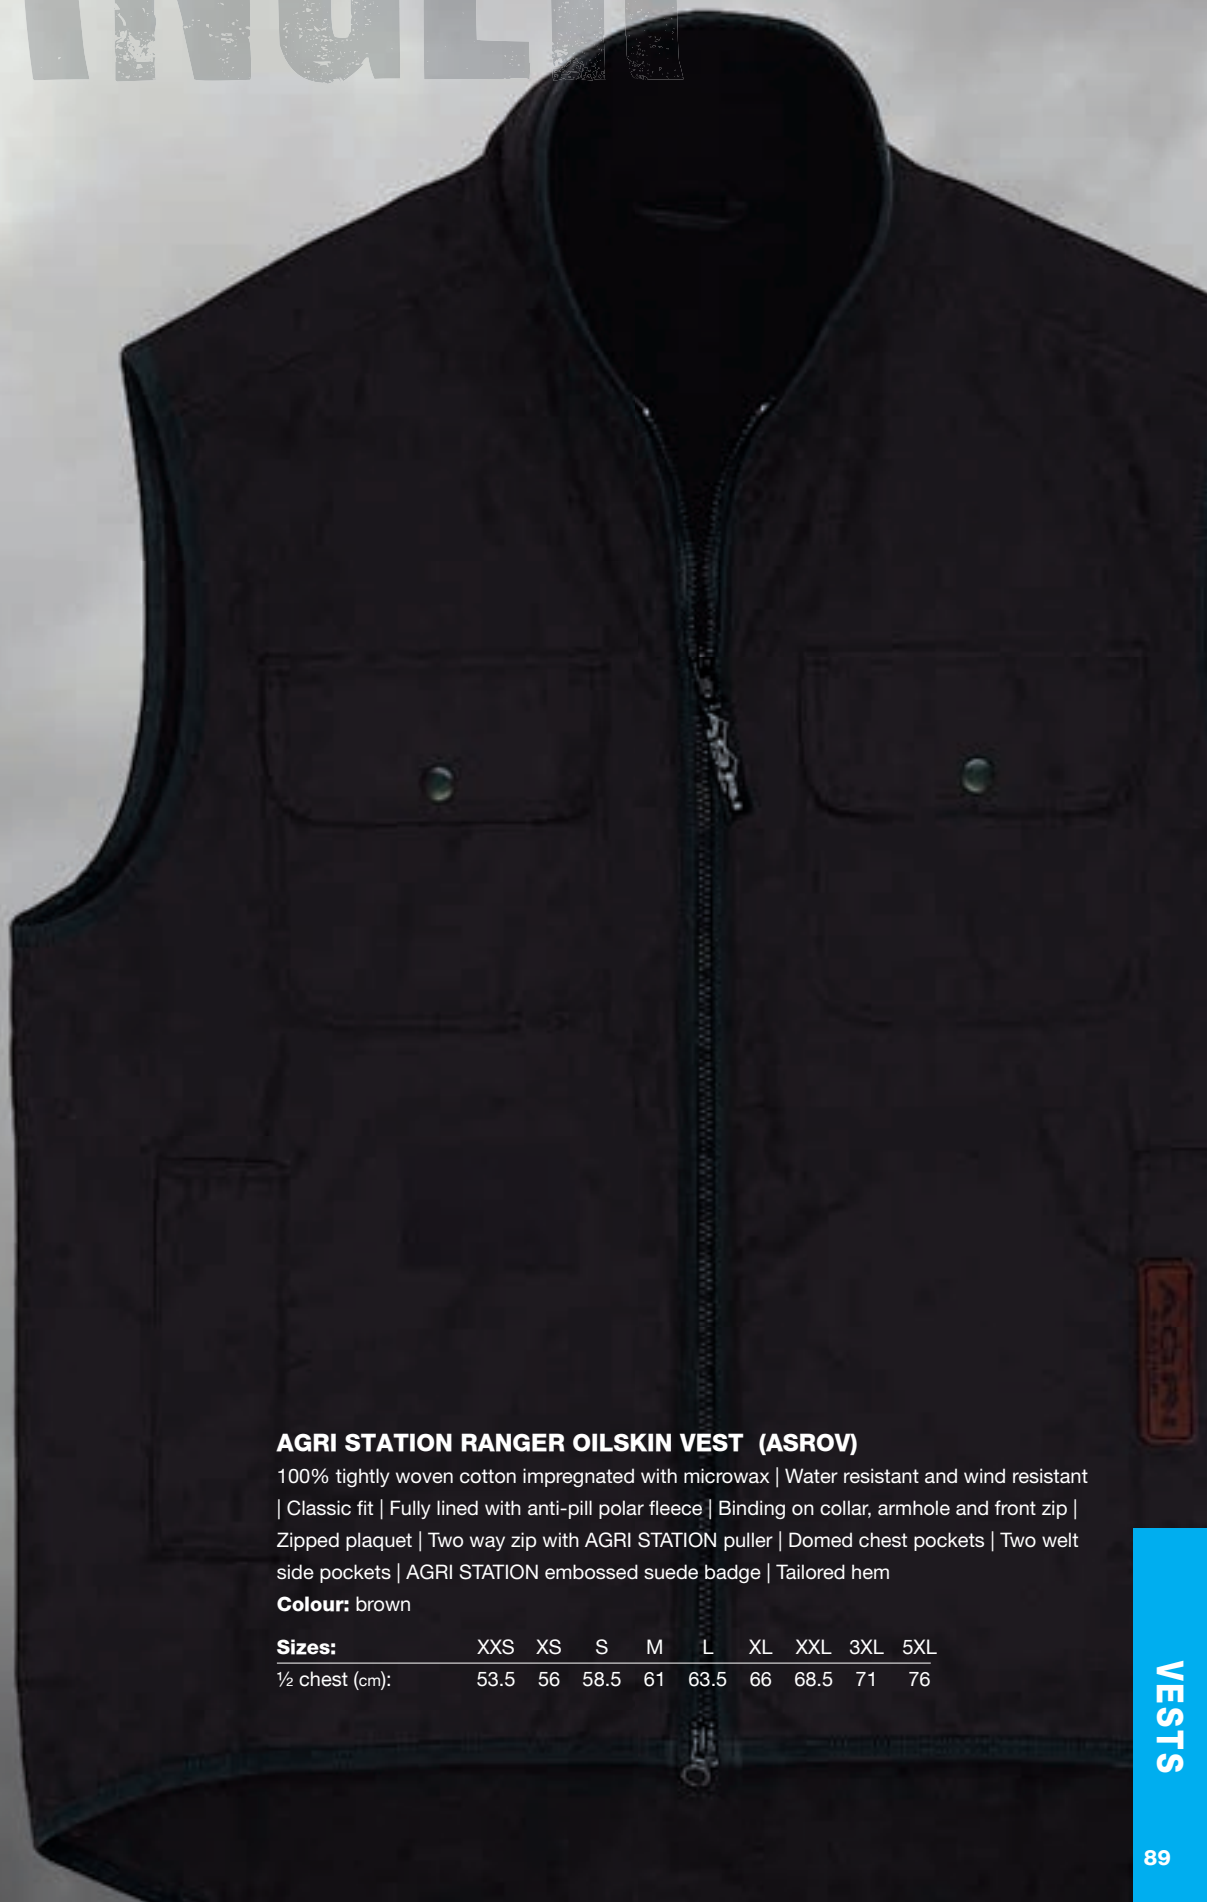 AGRI STATION RANGER OILSKIN VEST (ASROV)
100% tightly woven cotton impregnated with microwax | Water resistant and wind resistant
| Classic fit | Fully lined with anti-pill polar fleece | Binding on collar, armhole and front zip |
Zipped plaquet | Two way zip with AGRI STATION puller | Domed chest pockets | Two welt
side pockets | AGRI STATION embossed suede badge | Tailored hem
Colour: brown
Sizes: XXS XS S M L XL XXL 3XL 5XL
½ chest (cm): 53.5 56 58.5 61 63.5 66 68.5 71 76
AGRI
VESTS
89